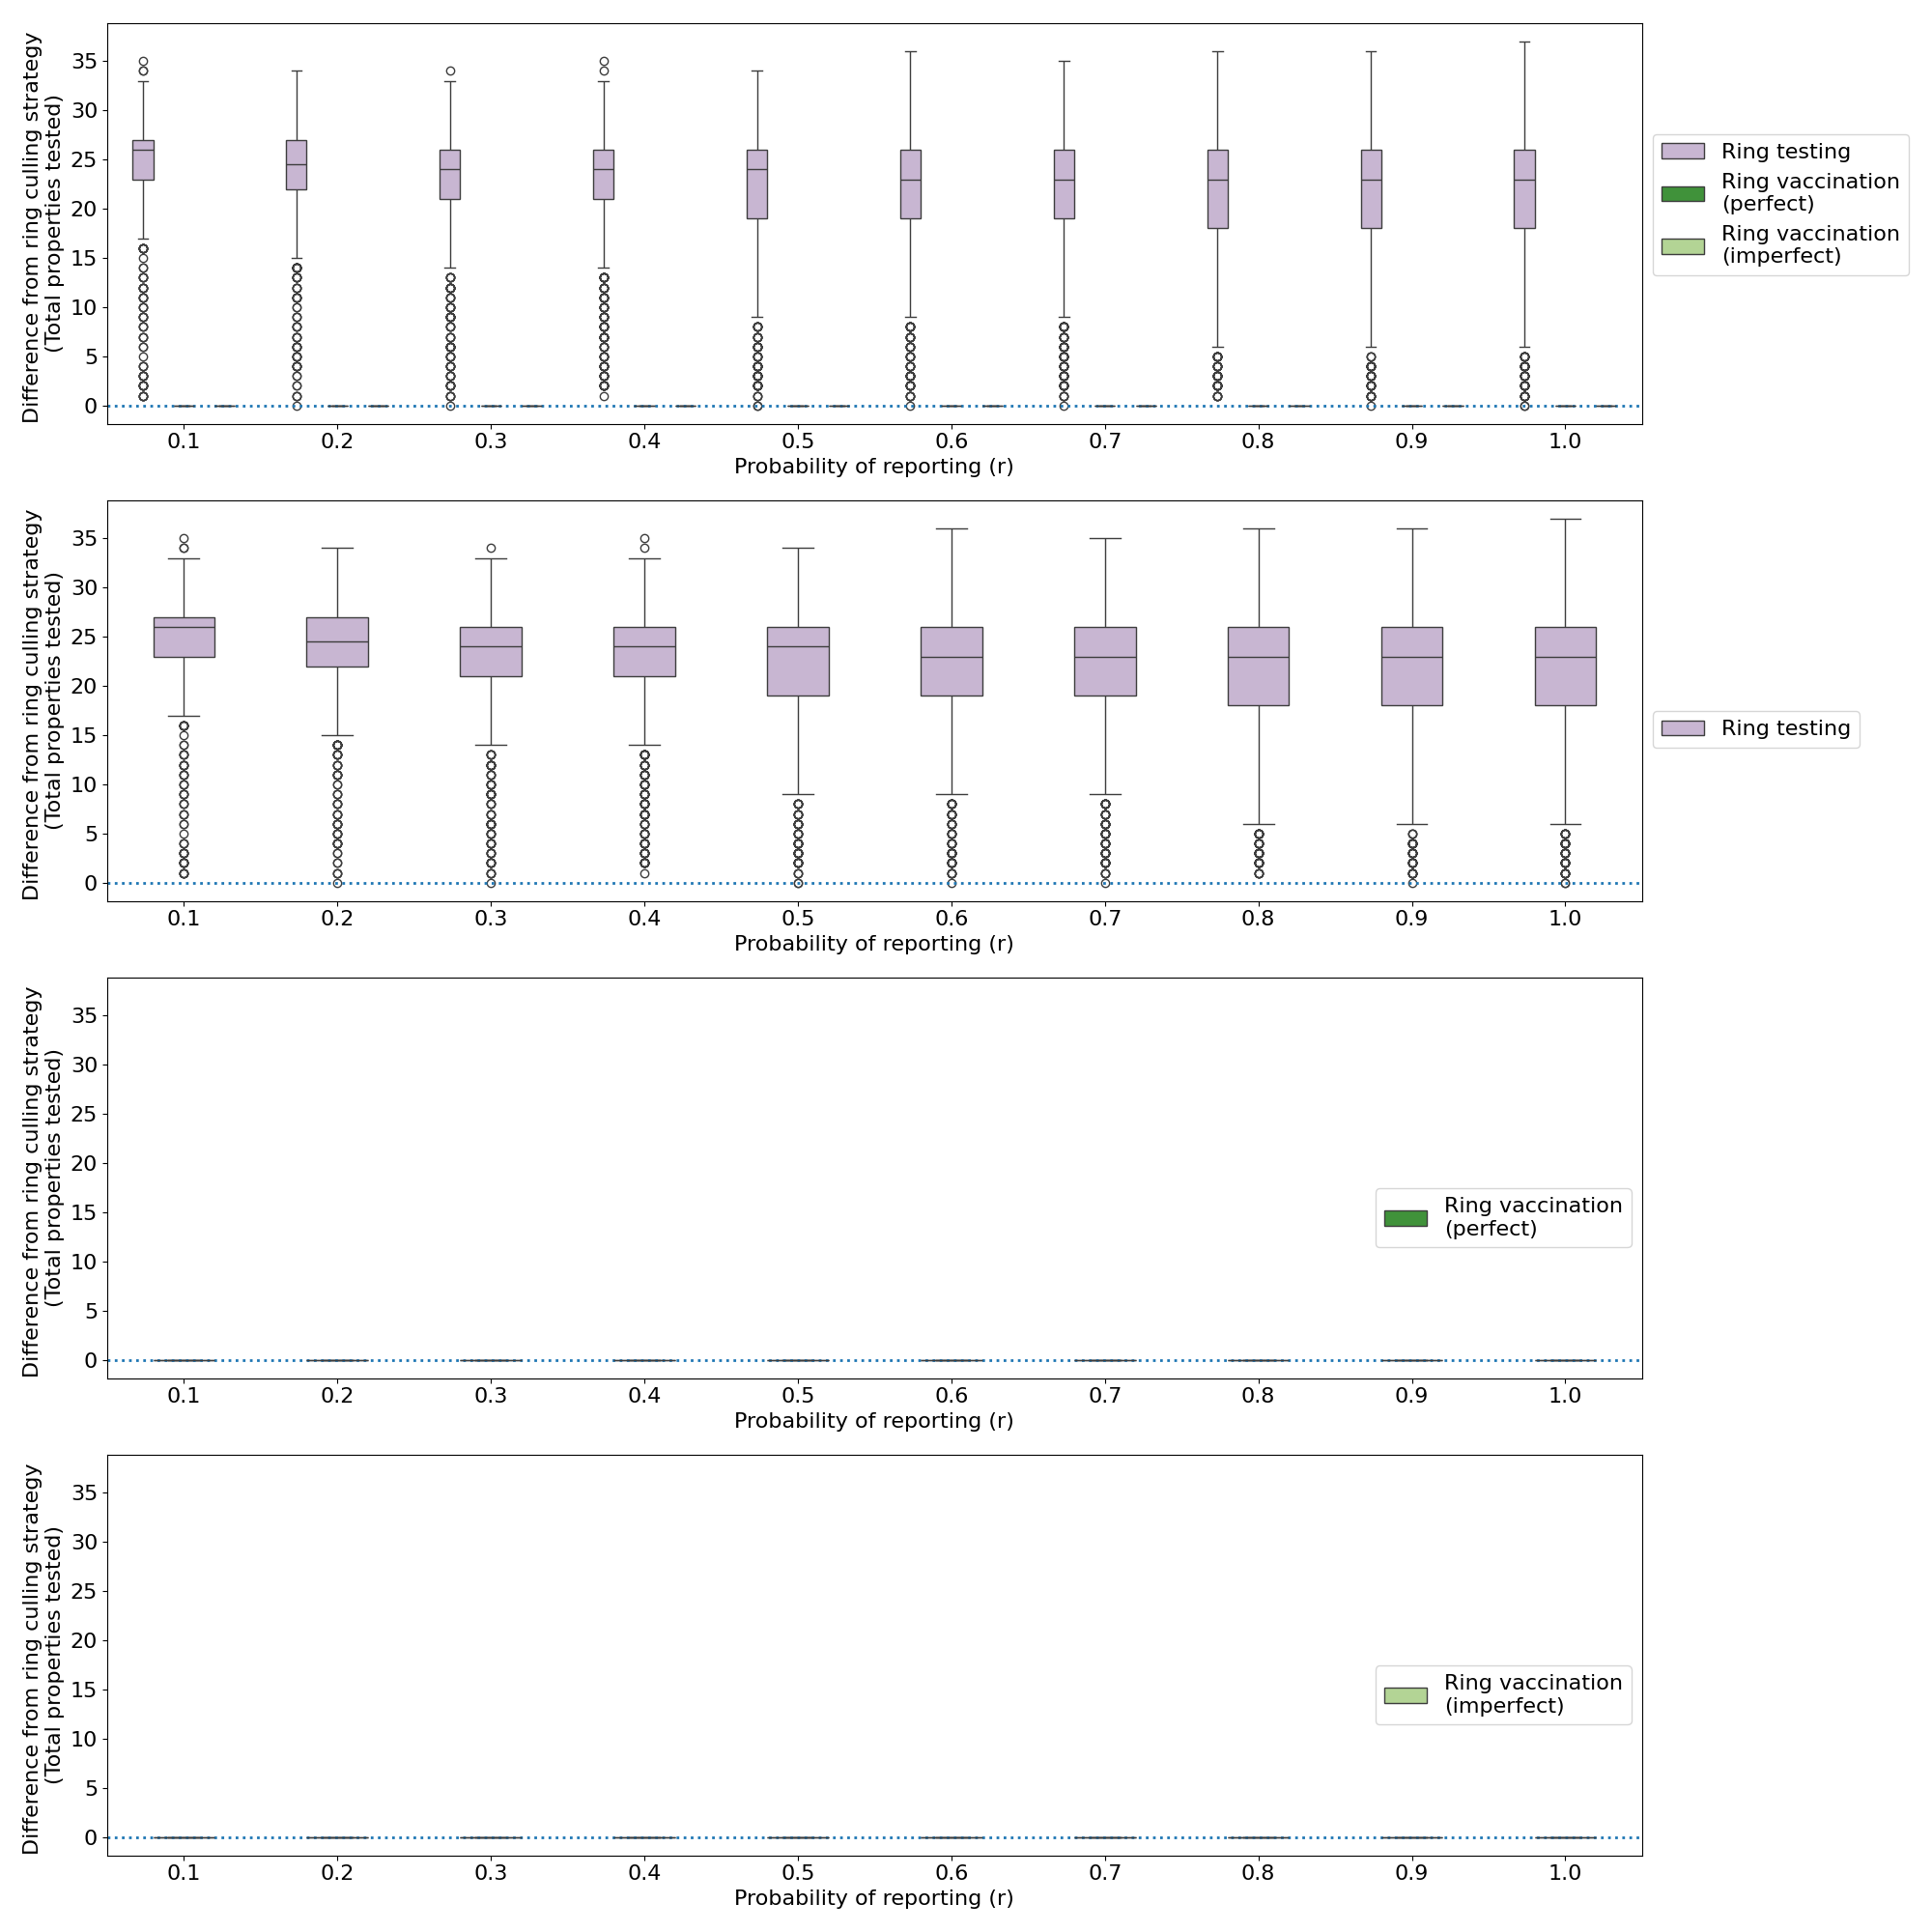 Difference from ring culling strategy
(Total properties tested)
35
30
25
20
15
10
5
0
0.1 0.2 0.3 0.4 0.5 0.6 0.7 0.8 0.9 1.0
Probability of reporting (r)
Ring testing
Ring vaccination
(perfect)
Ring vaccination
(imperfect)
Difference from ring culling strategy
(Total properties tested)
35
30
25
20
15
10
5
0
0.1 0.2 0.3 0.4 0.5 0.6 0.7 0.8 0.9 1.0
Probability of reporting (r)
Ring testing
Difference from ring culling strategy
(Total properties tested)
35
30
25
20
15
10
5
0
0.1 0.2 0.3 0.4 0.5 0.6 0.7 0.8 0.9 1.0
Probability of reporting (r)
Ring vaccination
(perfect)
Difference from ring culling strategy
(Total properties tested)
35
30
25
20
15
10
5
0
0.1 0.2 0.3 0.4 0.5 0.6 0.7 0.8 0.9 1.0
Probability of reporting (r)
Ring vaccination
(imperfect)